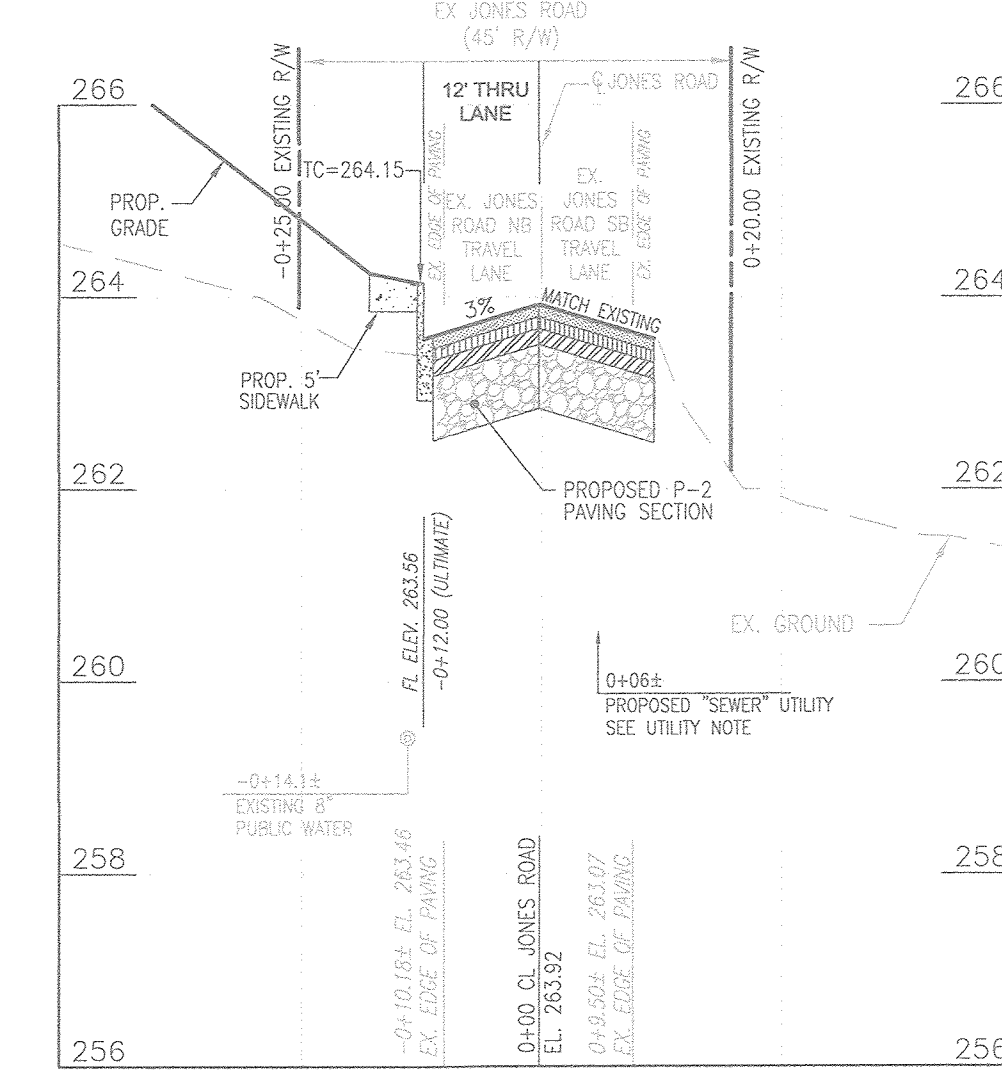 EX JONES ROAD
(45' R/W)
266
-0+25.00 EXISTING R/W
12' THRU
LANE
℄ JONES ROAD
0+20.00 EXISTING R/W
266
TC=264.15
PROP.
GRADE
EX. EDGE OF PAVING
EX. JONES
ROAD NB
TRAVEL
LANE
EX.
JONES
ROAD SB
TRAVEL
LANE
EX. EDGE OF PAVING
264
264
3%
MATCH EXISTING
PROP. 5'
SIDEWALK
262
262
PROPOSED P-2
PAVING SECTION
FL ELEV. 263.56
-0+12.00 (ULTIMATE)
EX. GROUND
260
260
0+06±
PROPOSED "SEWER" UTILITY
SEE UTILITY NOTE
-0+14.1±
EXISTING 8"
PUBLIC WATER
258
258
-0+10.18± EL. 263.46
EX. EDGE OF PAVING
0+00 CL JONES ROAD
EL. 263.92
0+9.50± EL. 263.07
EX. EDGE OF PAVING
256
256